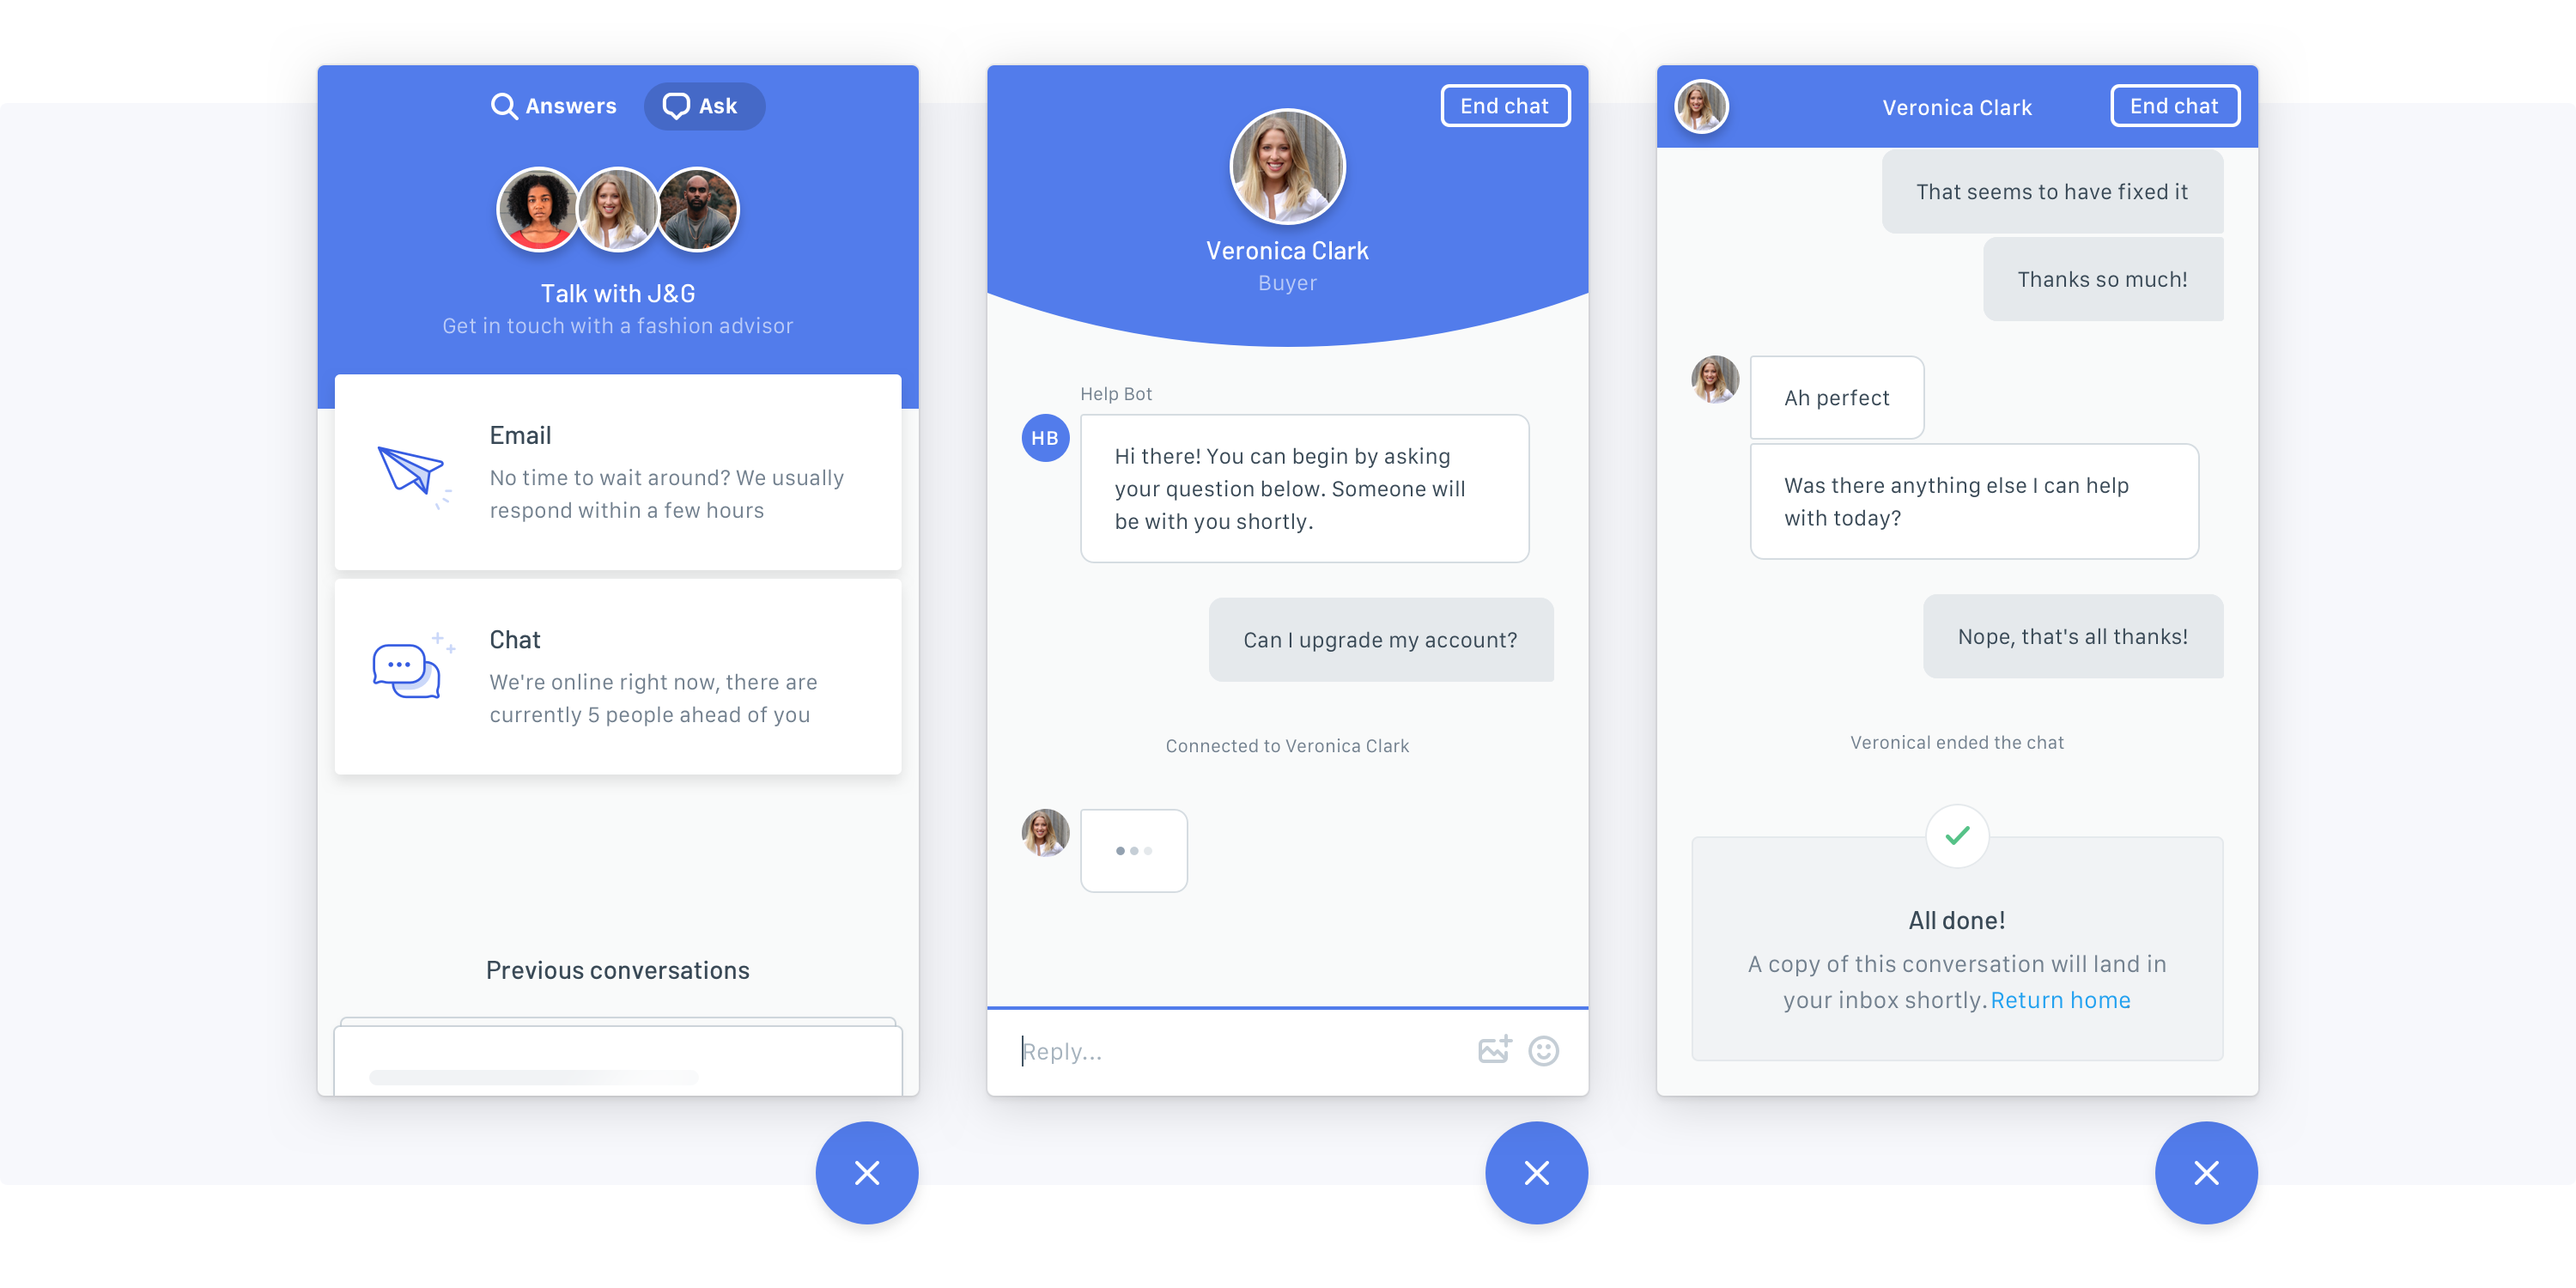 Answers
Ask
Talk with J&G
Get in touch with a fashion advisor
Email
No time to wait around? We usually
respond within a few hours
Chat
We're online right now, there are
currently 5 people ahead of you
Previous conversations
End chat
Veronica Clark
Buyer
Help Bot
HB
Hi there! You can begin by asking
your question below. Someone will
be with you shortly.
Can I upgrade my account?
Connected to Veronica Clark
Reply...
Veronica Clark
End chat
That seems to have fixed it
Thanks so much!
Ah perfect
Was there anything else I can help
with today?
Nope, that's all thanks!
Veronical ended the chat
All done!
A copy of this conversation will land in
your inbox shortly. Return home